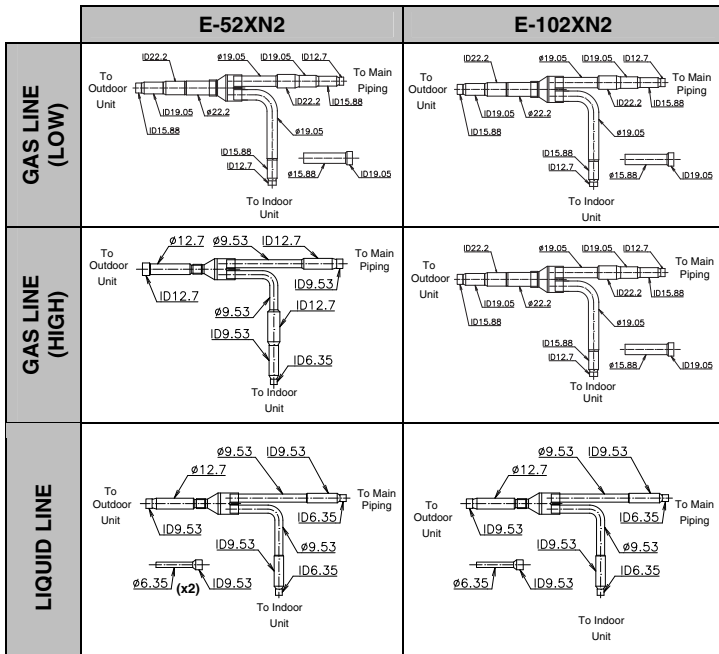 E-52XN2
E-102XN2
GAS LINE
(LOW)
ID22.2
ø19.05
ID19.05
ID12.7
To
Outdoor
Unit
To Main
Piping
ID19.05
ø22.2
ID22.2
ID15.88
ID15.88
ø19.05
ID15.88
ID12.7
ø15.88
ID19.05
To Indoor
Unit
ID22.2
ø19.05
ID19.05
ID12.7
To
Outdoor
Unit
To Main
Piping
ID19.05
ø22.2
ID22.2
ID15.88
ID15.88
ø19.05
ID15.88
ID12.7
ø15.88
ID19.05
To Indoor
Unit
GAS LINE
(HIGH)
To
Outdoor
Unit
ø12.7
ø9.53
ID12.7
To Main
Piping
ID12.7
ID9.53
ø9.53
ID12.7
ID9.53
ID6.35
To Indoor
Unit
ID22.2
ø19.05
ID19.05
ID12.7
To
Outdoor
Unit
To Main
Piping
ID19.05
ø22.2
ID22.2
ID15.88
ID15.88
ø19.05
ID15.88
ID12.7
ø15.88
ID19.05
To Indoor
Unit
LIQUID LINE
ø9.53
ID9.53
ø12.7
To
Outdoor
Unit
To Main
Piping
ID9.53
ID6.35
ID9.53
ø9.53
ø6.35
(x2)
ID9.53
ID6.35
To Indoor
Unit
ø9.53
ID9.53
ø12.7
To
Outdoor
Unit
To Main
Piping
ID9.53
ID6.35
ID9.53
ø9.53
ø6.35
ID9.53
ID6.35
To Indoor
Unit